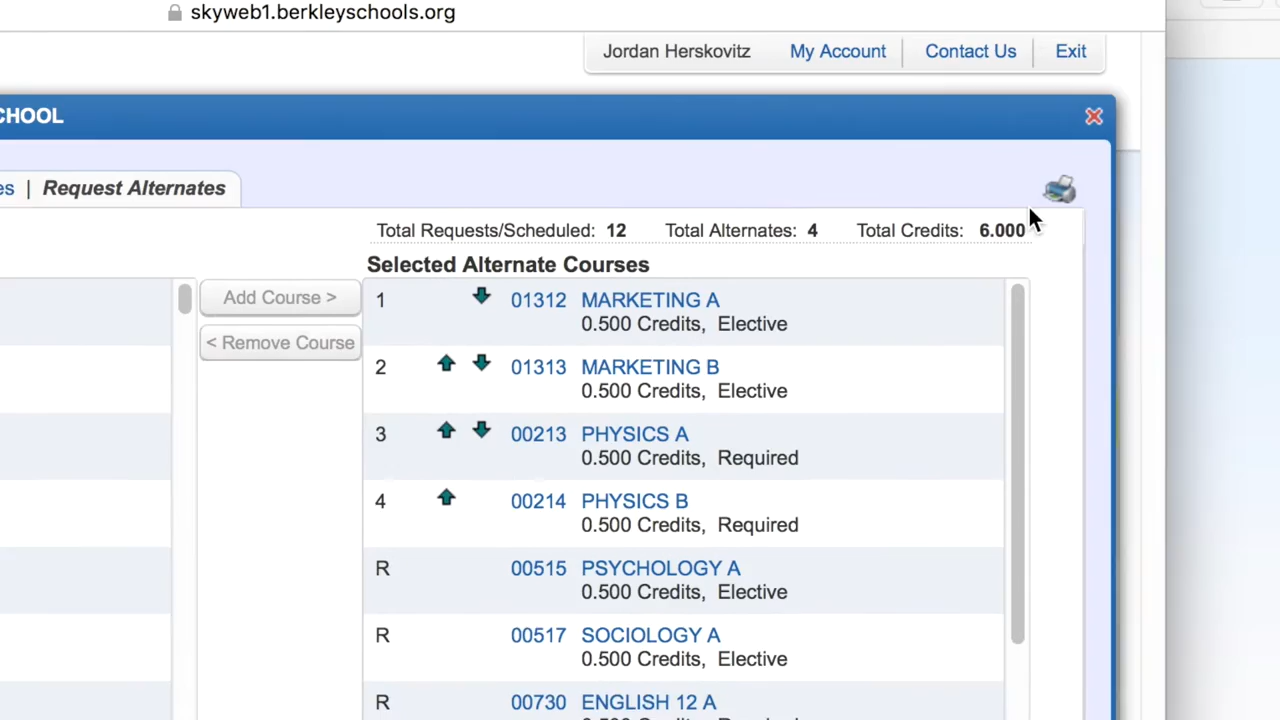 skyweb1.berkleyschools.org
Jordan Herskovitz My Account Contact Us Exit
CHOOL
es | Request Alternates
Total Requests/Scheduled: 12 Total Alternates: 4 Total Credits: 6.000
Selected Alternate Courses
Add Course >
< Remove Course
1 01312 MARKETING A
0.500 Credits, Elective
2 01313 MARKETING B
0.500 Credits, Elective
3 00213 PHYSICS A
0.500 Credits, Required
4 00214 PHYSICS B
0.500 Credits, Required
R 00515 PSYCHOLOGY A
0.500 Credits, Elective
R 00517 SOCIOLOGY A
0.500 Credits, Elective
R 00730 ENGLISH 12 A